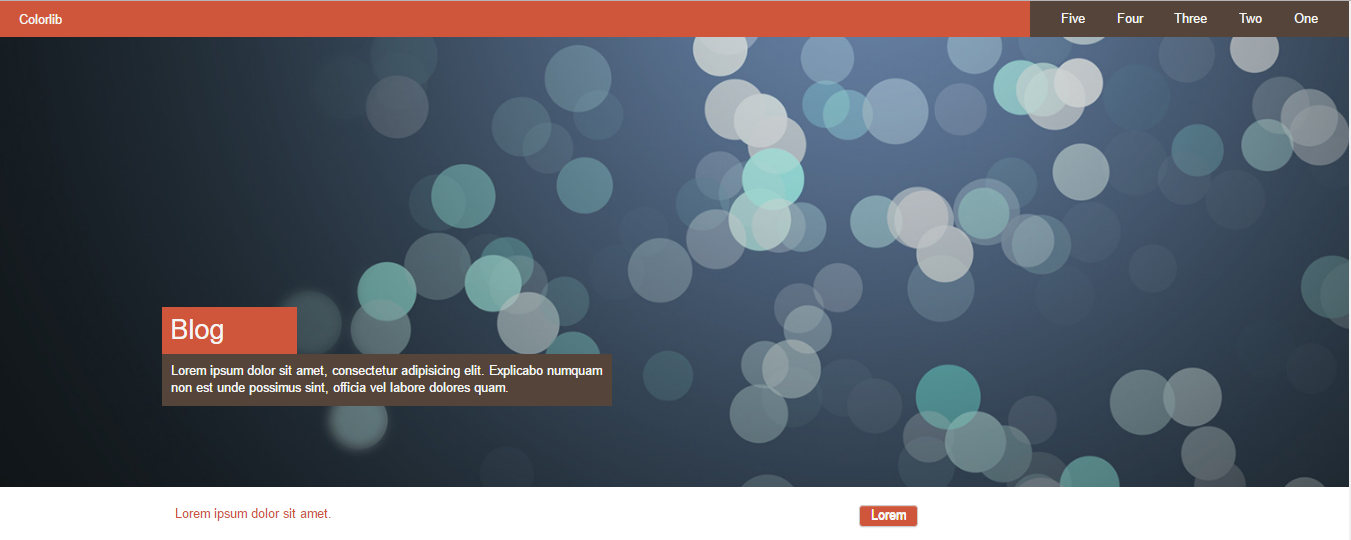 Colorlib
Five Four Three Two One
Blog
Lorem ipsum dolor sit amet, consectetur adipisicing elit. Explicabo numquam
non est unde possimus sint, officia vel labore dolores quam.
Lorem ipsum dolor sit amet.
Lorem